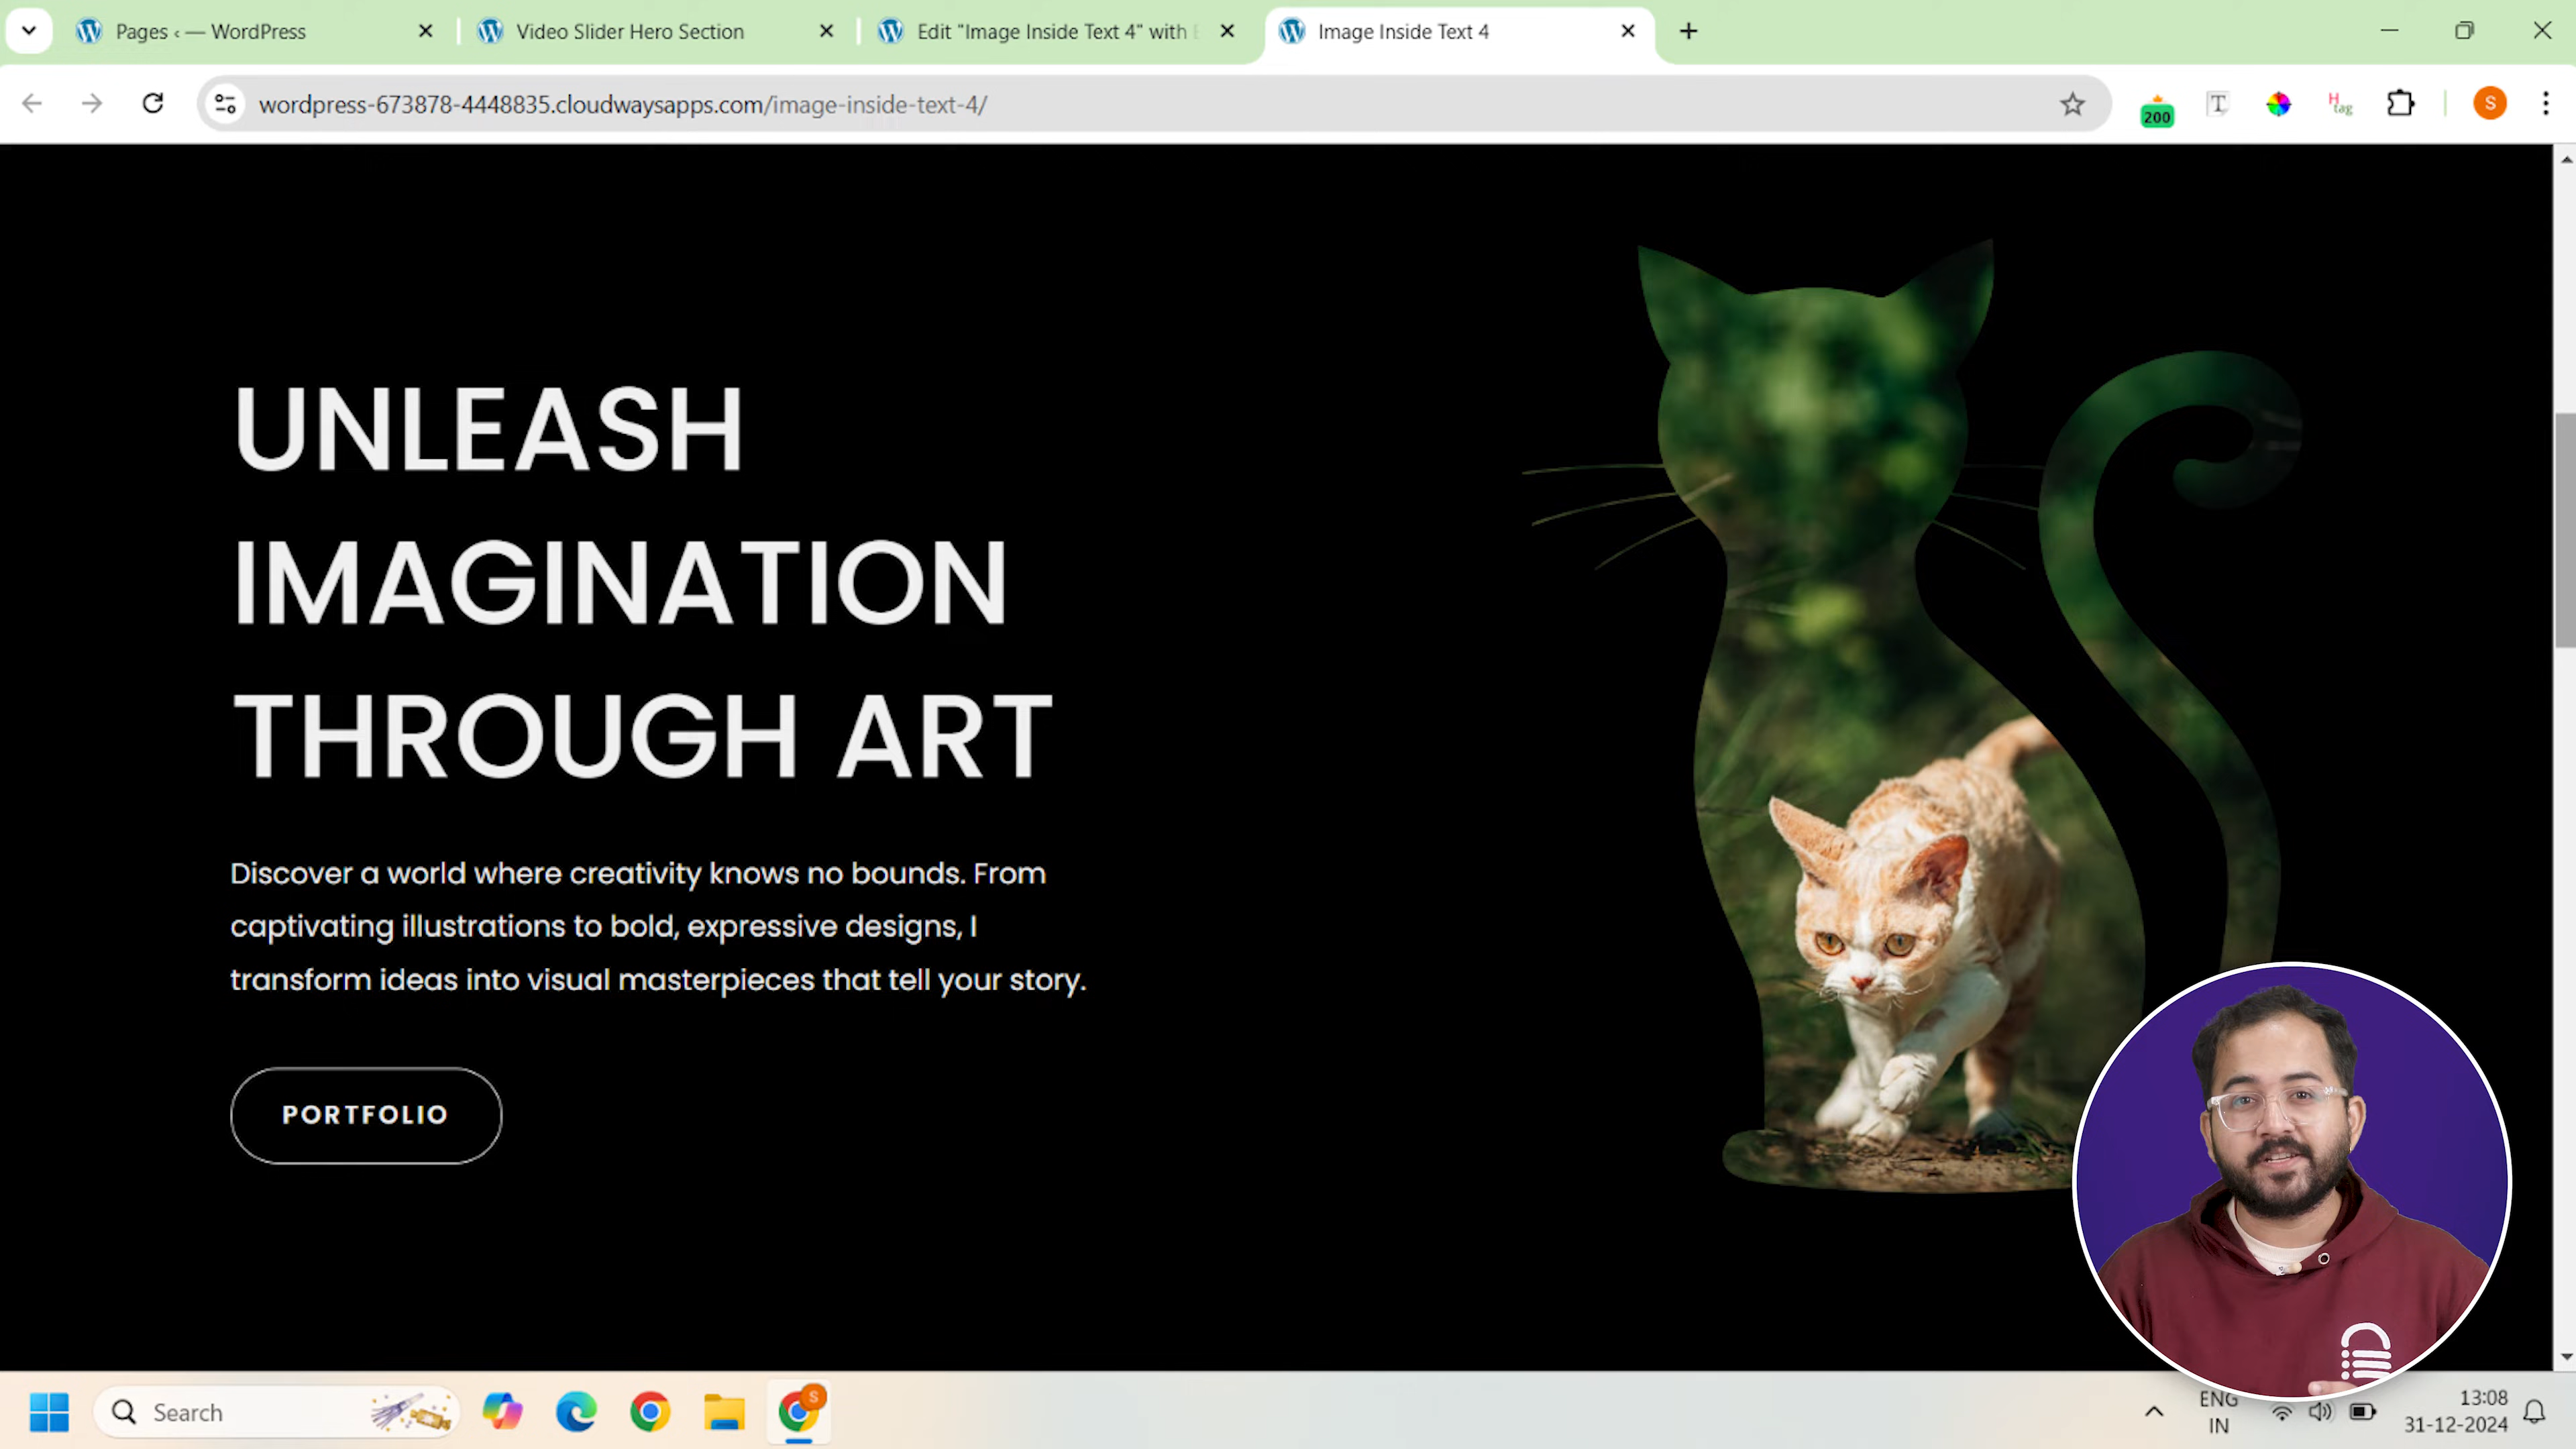 Pages ‹ — WordPress
Video Slider Hero Section
Edit "Image Inside Text 4" with E
Image Inside Text 4
wordpress-673878-4448835.cloudwaysapps.com/image-inside-text-4/
200
T
H
tag
S
UNLEASH
IMAGINATION
THROUGH ART
Discover a world where creativity knows no bounds. From
captivating illustrations to bold, expressive designs, I
transform ideas into visual masterpieces that tell your story.
PORTFOLIO
Search
S
ENG
IN
13:08
31-12-2024